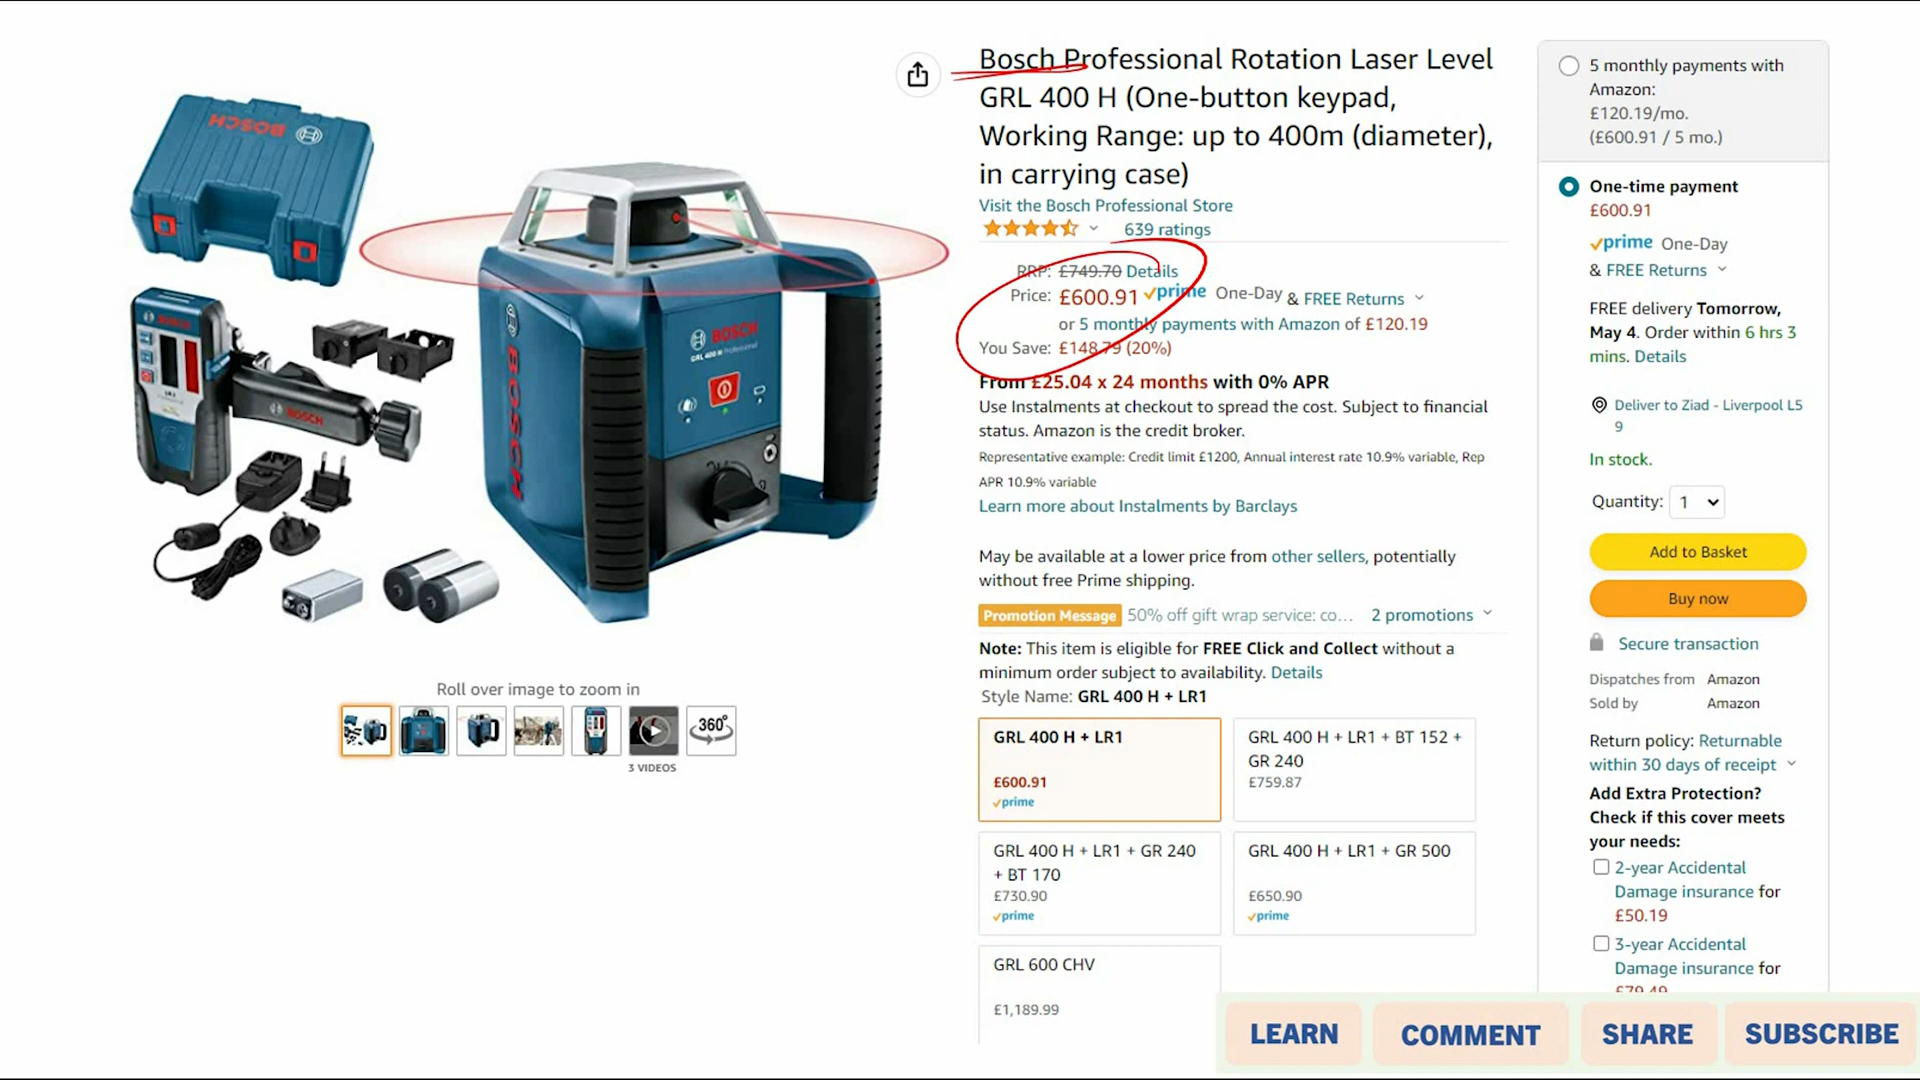 Bosch Professional Rotation Laser Level
GRL 400 H (One-button keypad,
Working Range: up to 400m (diameter),
in carrying case)
Visit the Bosch Professional Store
639 ratings
RRP: £749.70 Details
Price: £600.91 prime One-Day & FREE Returns
or 5 monthly payments with Amazon of £120.19
You Save: £148.79 (20%)
From £25.04 x 24 months with 0% APR
Use Instalments at checkout to spread the cost. Subject to financial
status. Amazon is the credit broker.
Representative example: Credit limit £1200, Annual interest rate 10.9% variable, Rep
APR 10.9% variable
Learn more about Instalments by Barclays
May be available at a lower price from other sellers, potentially
without free Prime shipping.
Promotion Message 50% off gift wrap service: co... 2 promotions
Note: This item is eligible for FREE Click and Collect without a
minimum order subject to availability. Details
Style Name: GRL 400 H + LR1
GRL 400 H + LR1
£600.91
prime
GRL 400 H + LR1 + BT 152 +
GR 240
£759.87
GRL 400 H + LR1 + GR 240
+ BT 170
£730.90
prime
GRL 400 H + LR1 + GR 500
£650.90
prime
GRL 600 CHV
£1,189.99
5 monthly payments with
Amazon:
£120.19/mo.
(£600.91 / 5 mo.)
One-time payment
£600.91
prime One-Day
& FREE Returns
FREE delivery Tomorrow,
May 4. Order within 6 hrs 3
mins. Details
Deliver to Ziad - Liverpool L5
9
In stock.
Quantity: 1
Add to Basket
Buy now
Secure transaction
Dispatches from Amazon
Sold by Amazon
Return policy: Returnable
within 30 days of receipt
Add Extra Protection?
Check if this cover meets
your needs:
2-year Accidental
Damage insurance for
£50.19
3-year Accidental
Damage insurance for
£79.49
BOSCH
BOSCH
BOSCH
GRL 400 H Professional
BOSCH
BOSCH
Roll over image to zoom in
360°
3 VIDEOS
LEARN
COMMENT
SHARE
SUBSCRIBE